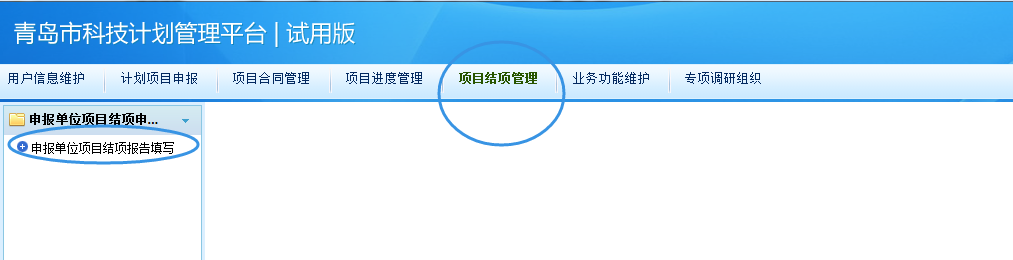 青岛市科技计划管理平台 | 试用版
用户信息维护 计划项目申报 项目合同管理 项目进度管理 项目结项管理 业务功能维护 专项调研组织
申报单位项目结项申...
申报单位项目结项报告填写